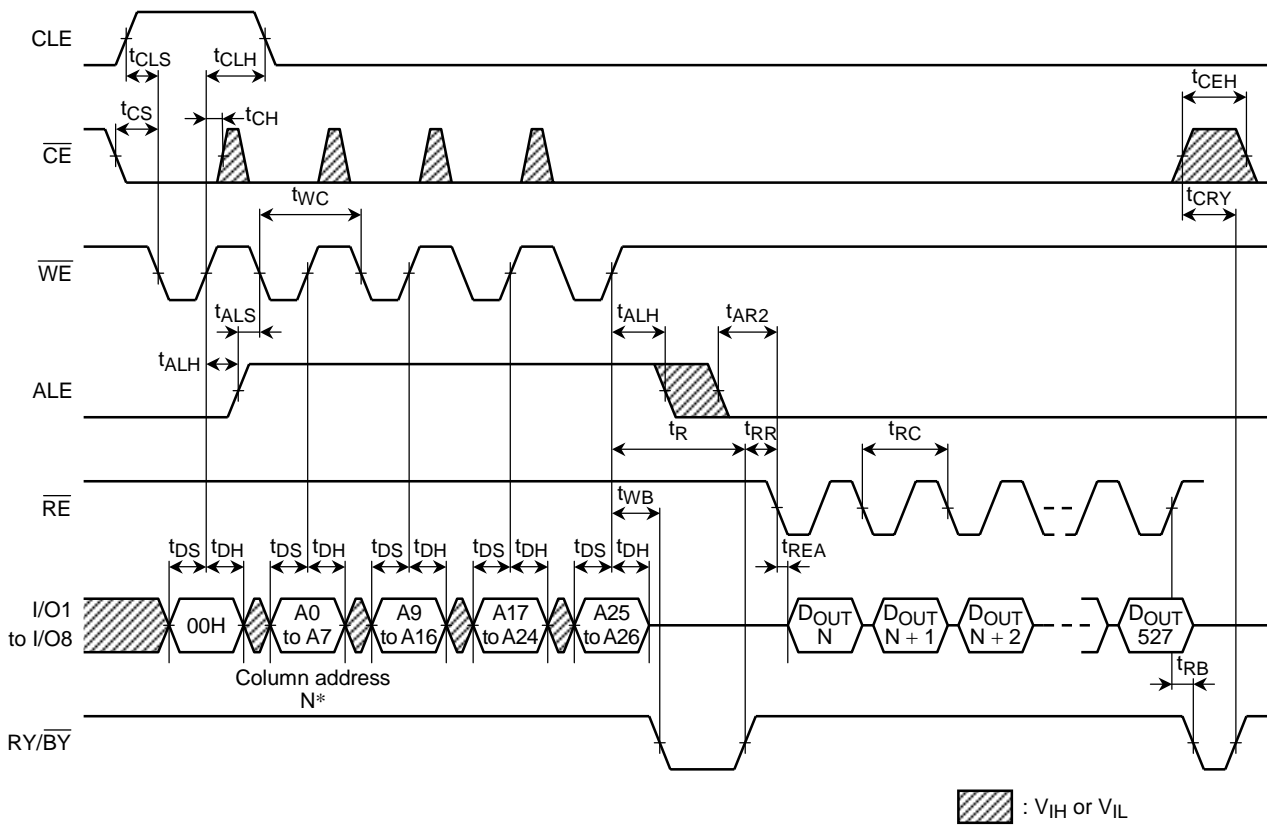 CLE
tCLS
tCLH
tCEH
tCS
tCH
CE
tWC
tCRY
WE
tALS
tALH
tAR2
tALH
ALE
tR
tRR
tRC
RE
tWB
tREA
tDS
tDH
tDS
tDH
tDS
tDH
tDS
tDH
tDS
tDH
I/O1
to I/O8
00H
A0
to A7
A9
to A16
A17
to A24
A25
to A26
DOUT
N
DOUT
N + 1
DOUT
N + 2
DOUT
527
Column address
N*
tRB
RY/BY
: VIH or VIL